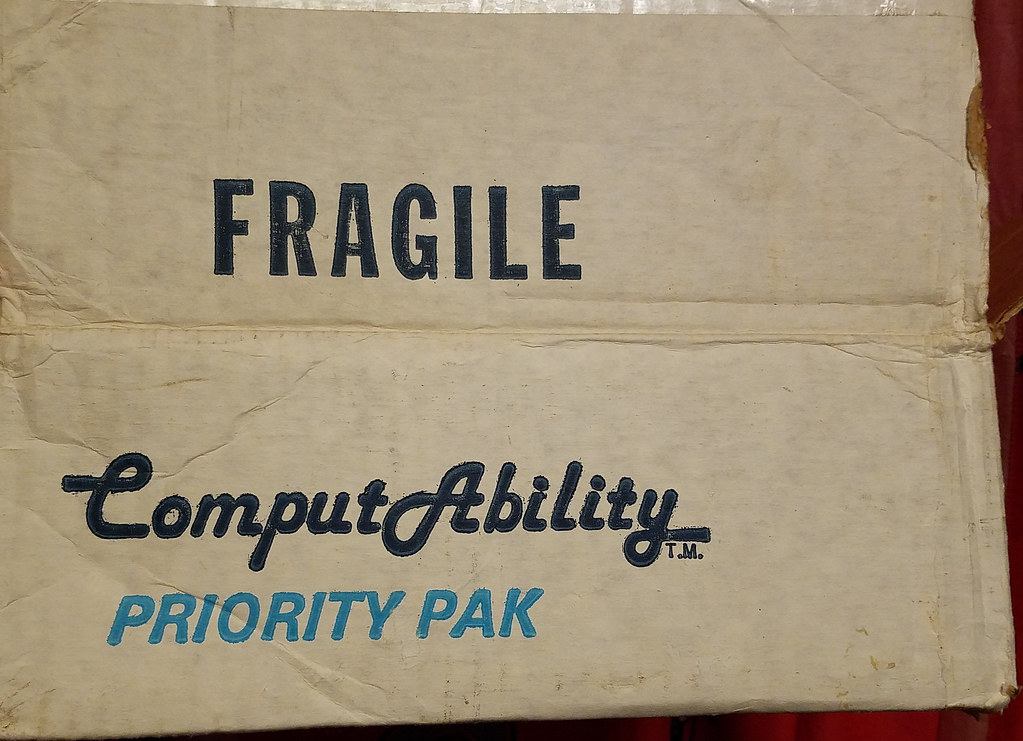 FRAGILE
ComputAbility T.M.
PRIORITY PAK